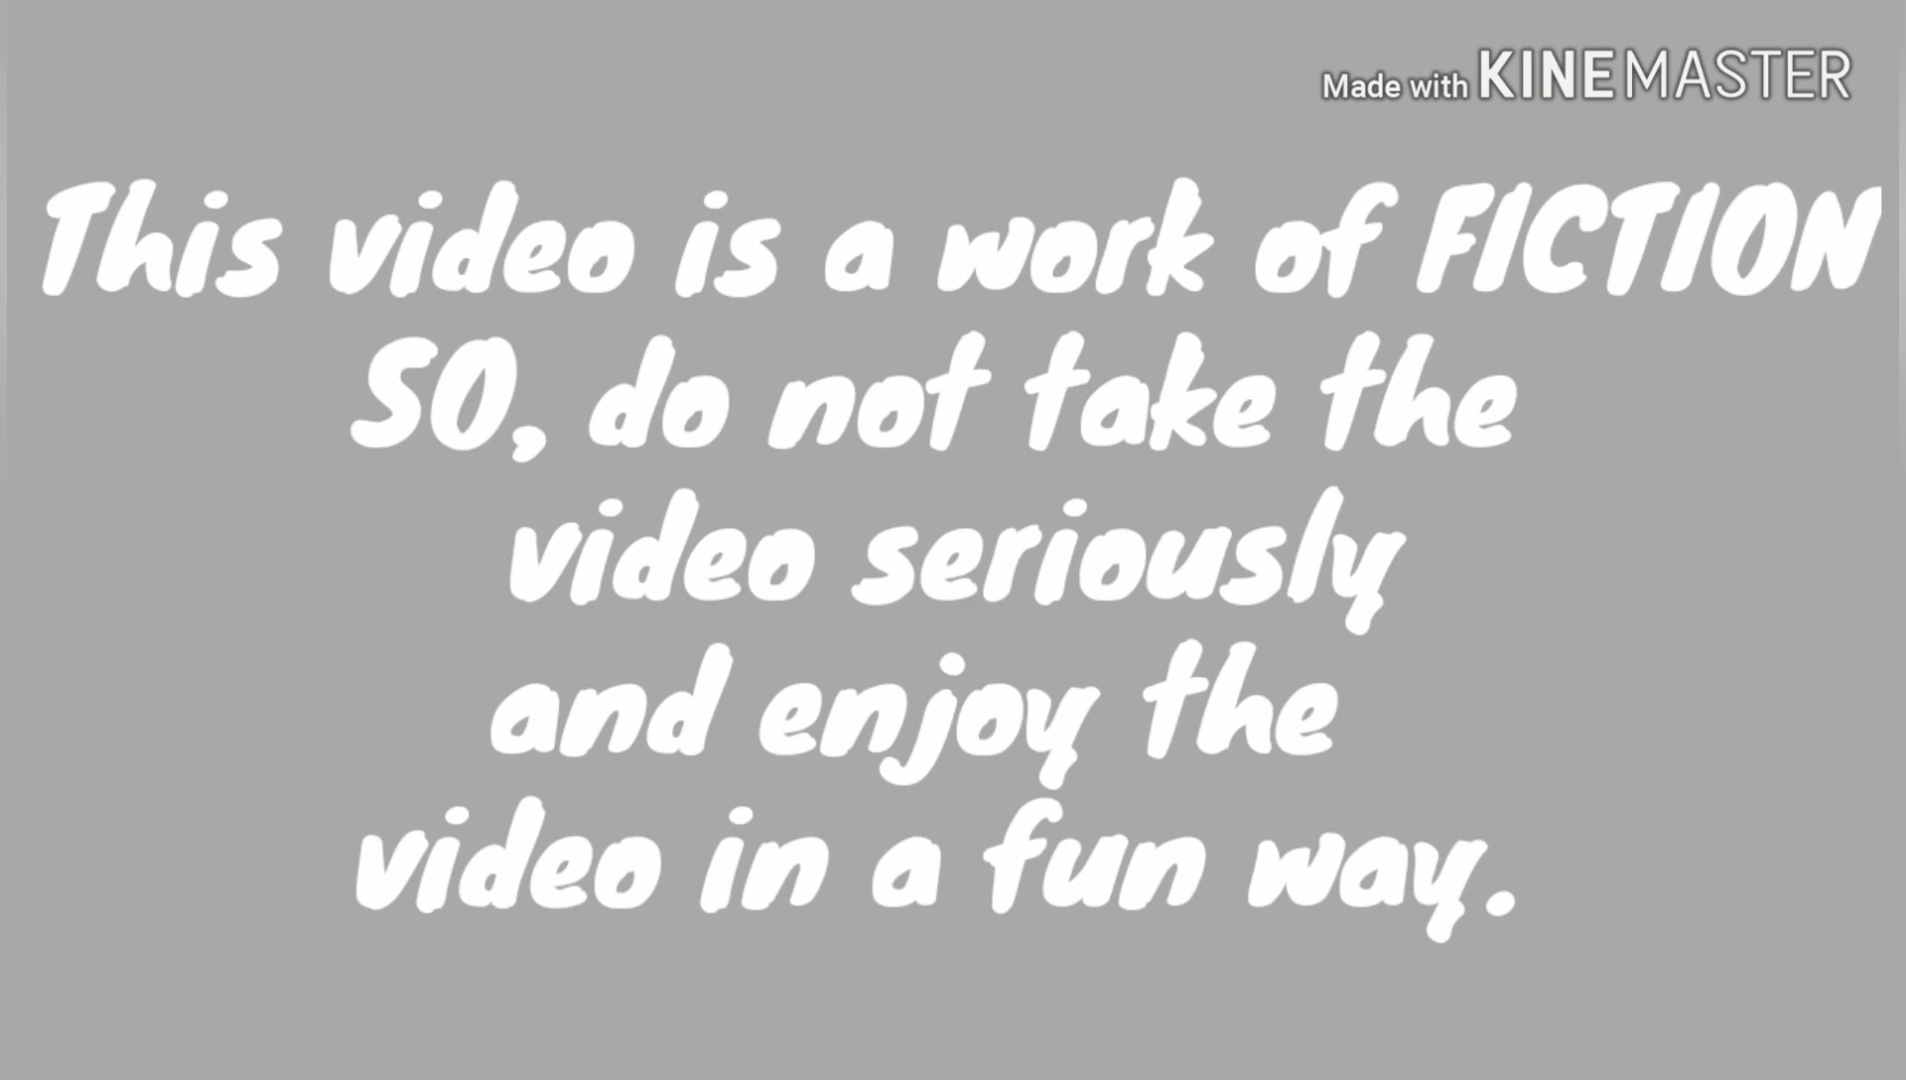 Made with KINEMASTER
This video is a work of FICTION
SO, do not take the
video seriously
and enjoy the
video in a fun way.